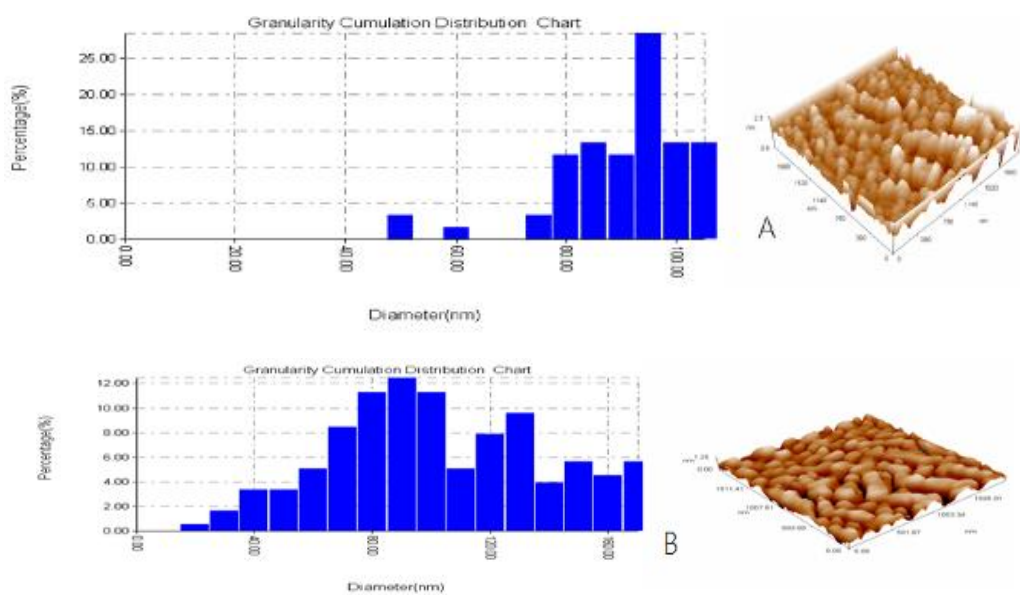 Granularity Cumulation Distribution Chart
Percentage(%)
25.00
20.00
15.00
10.00
5.00
0.00
0.00
20.00
40.00
60.00
80.00
100.00
Diameter(nm)
A
Granularity Cumulation Distribution Chart
Percentage(%)
12.00
10.00
8.00
6.00
4.00
2.00
0.00
0.00
40.00
80.00
120.00
160.00
Diameter(nm)
B
nm
nm
nm